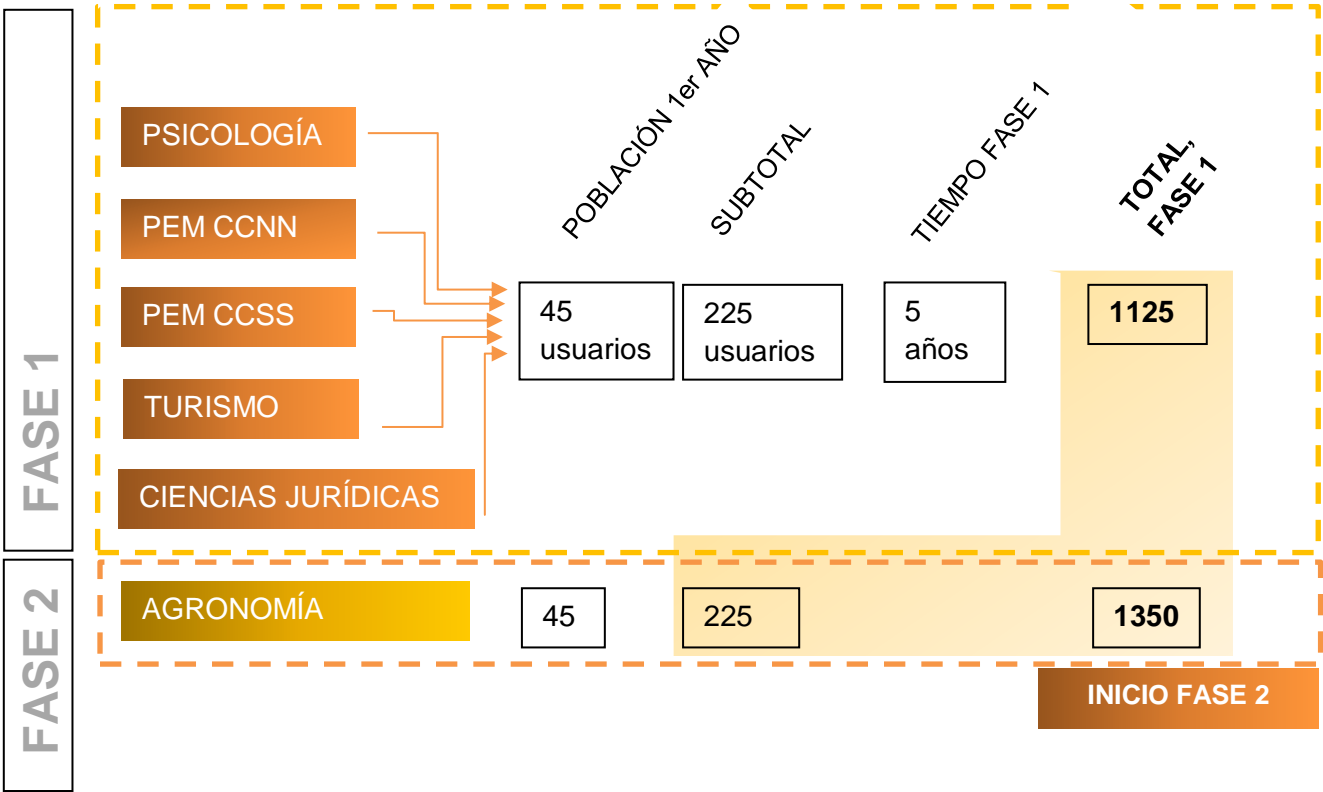 FASE 1
POBLACIÓN 1er AÑO
SUBTOTAL
TIEMPO FASE 1
TOTAL,
FASE 1
PSICOLOGÍA
PEM CCNN
PEM CCSS
TURISMO
CIENCIAS JURÍDICAS
45
usuarios
225
usuarios
5
años
1125
FASE 2
AGRONOMÍA
45
225
1350
INICIO FASE 2